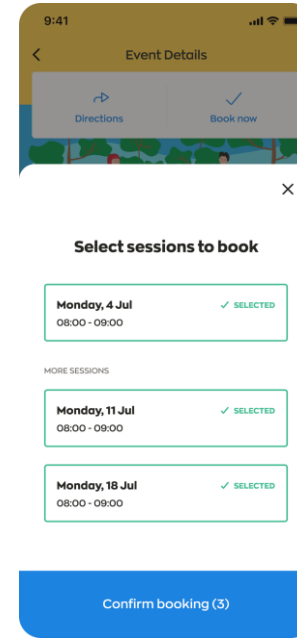 9:41
Event Details
Directions
Book now
Select sessions to book
Monday, 4 Jul
SELECTED
08:00 - 09:00
MORE SESSIONS
Monday, 11 Jul
SELECTED
08:00 - 09:00
Monday, 18 Jul
SELECTED
08:00 - 09:00
Confirm booking (3)